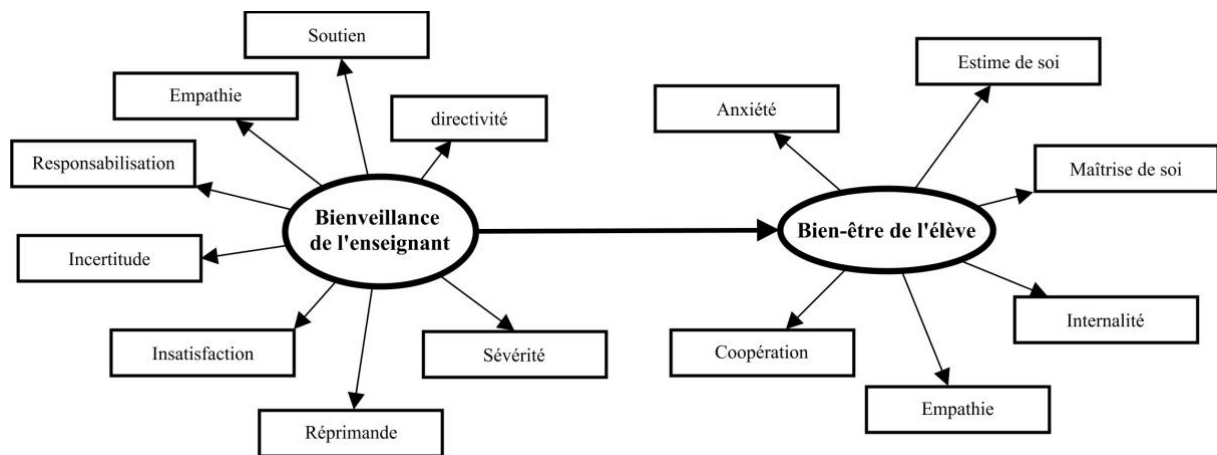 Soutien
Empathie
directivité
Responsabilisation
Bienveillance
de l'enseignant
Incertitude
Insatisfaction
Sévérité
Réprimande
Estime de soi
Anxiété
Maîtrise de soi
Bien-être de l'élève
Internalité
Coopération
Empathie